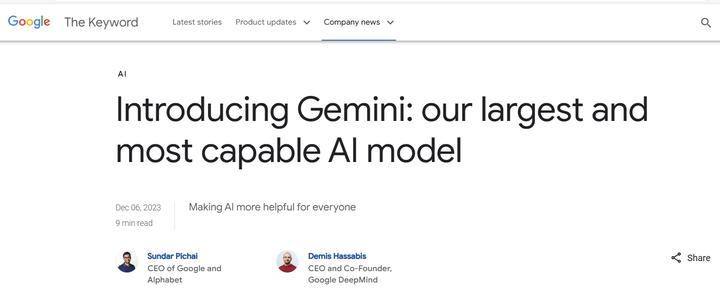 Google The Keyword Latest stories Product updates Company news
AI
Introducing Gemini: our largest and
most capable AI model
Dec 06, 2023
9 min read
Making AI more helpful for everyone
Sundar Pichai
CEO of Google and
Alphabet
Demis Hassabis
CEO and Co-Founder,
Google DeepMind
Share